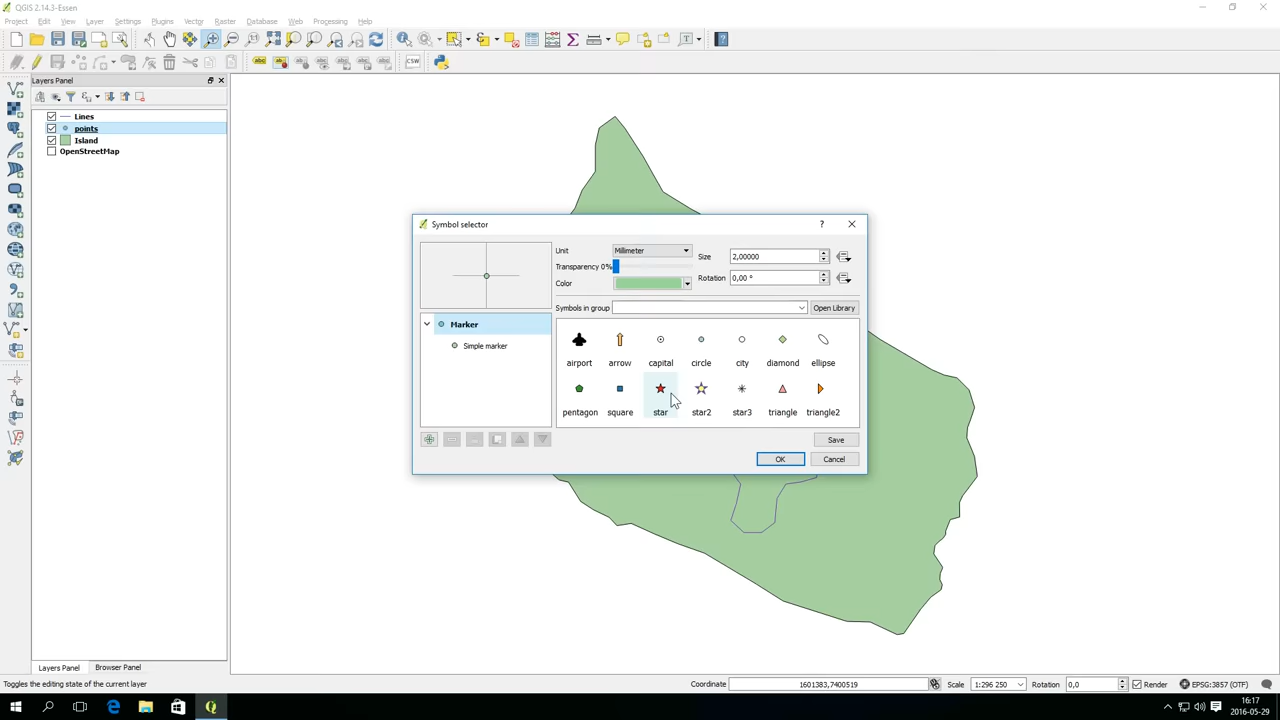 QGIS 2.14.3-Essen
Project Edit View Layer Settings Plugins Vector Raster Database Web Processing Help
abc abc CSW
Layers Panel
Lines
points
Island
OpenStreetMap
Symbol selector
Unit Millimeter Size 2,00000
Transparency 0%
Color Rotation 0,00 °
Symbols in group Open Library
Marker
Simple marker
airport arrow capital circle city diamond ellipse
pentagon square star star2 star3 triangle triangle2
Save
OK Cancel
Layers Panel Browser Panel
Toggles the editing state of the current layer Coordinate 1601383,7400519 Scale 1:296 250 Rotation 0,0 Render EPSG:3857 (OTF)
16:17
2016-05-29